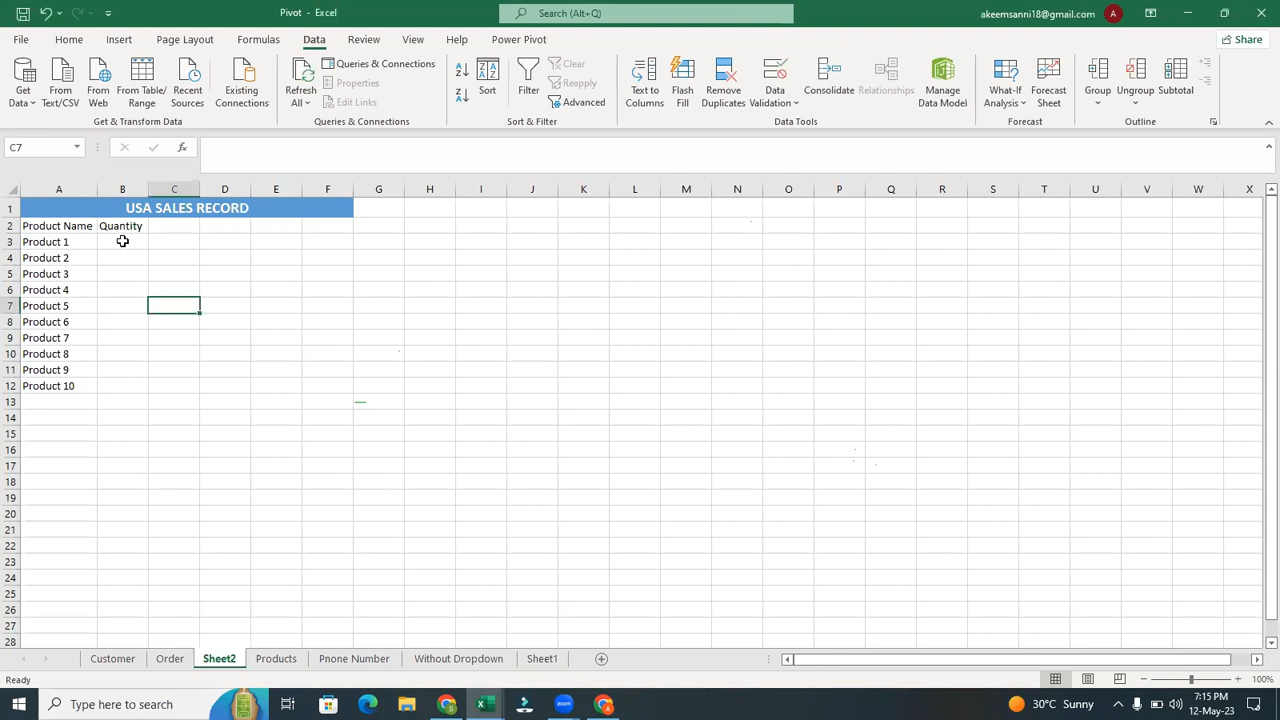 Pivot - Excel
Search (Alt+Q)
akeemsanni18@gmail.com A
File Home Insert Page Layout Formulas Data Review View Help Power Pivot Share
Get Data
From Text/CSV
From Web
From Table/Range
Recent Sources
Existing Connections
Get & Transform Data
Refresh All
Queries & Connections
Properties
Edit Links
Queries & Connections
Sort
Filter
Clear
Reapply
Advanced
Sort & Filter
Text to Columns
Flash Fill
Remove Duplicates
Data Validation
Consolidate
Relationships
Manage Data Model
Data Tools
What-If Analysis
Forecast Sheet
Forecast
Group
Ungroup
Subtotal
Outline
C7 fx
A B C D E F G H I J K L M N O P Q R S T U V W X
1 USA SALES RECORD
2 Product Name Quantity
3 Product 1
4 Product 2
5 Product 3
6 Product 4
7 Product 5
8 Product 6
9 Product 7
10 Product 8
11 Product 9
12 Product 10
13
14
15
16
17
18
19
20
21
22
23
24
25
26
27
28
Customer Order Sheet2 Products Pnone Number Without Dropdown Sheet1
Ready
100%
Type here to search
zoom
30°C Sunny
7:15 PM
12-May-23